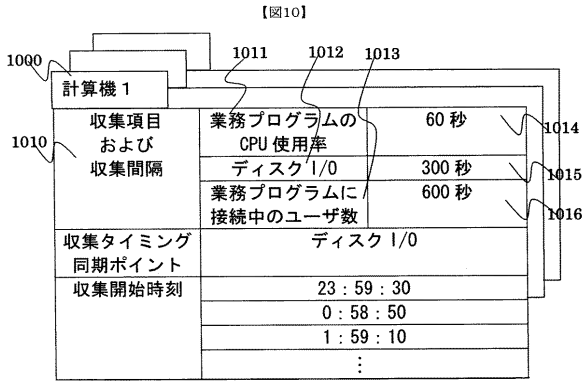 【図10】
1000
1011
1012
1013
計算機1
収集項目
および
収集間隔
1010
業務プログラムの
CPU 使用率
60 秒
1014
ディスク I/O
300 秒
1015
業務プログラムに
接続中のユーザ数
600 秒
1016
収集タイミング
同期ポイント
ディスク I/O
収集開始時刻
23:59:30
0:58:50
1:59:10
⋮